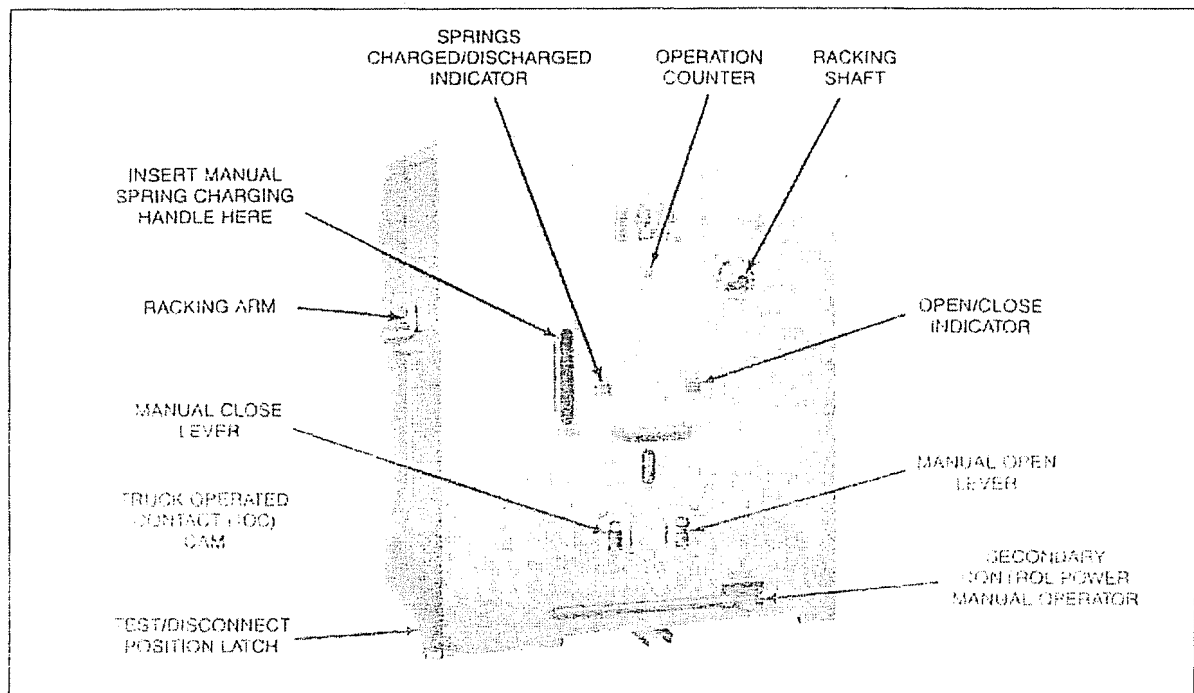 SPRINGS
CHARGED/DISCHARGED
INDICATOR
OPERATION
COUNTER
RACKING
SHAFT
INSERT MANUAL
SPRING CHARGING
HANDLE HERE
RACKING ARM
OPEN/CLOSE
INDICATOR
MANUAL CLOSE
LEVER
MANUAL OPEN
LEVER
TRUCK OPERATED
CONTACT (TOC)
CAM
SECONDARY
CONTROL POWER
MANUAL OPERATOR
TEST/DISCONNECT
POSITION LATCH